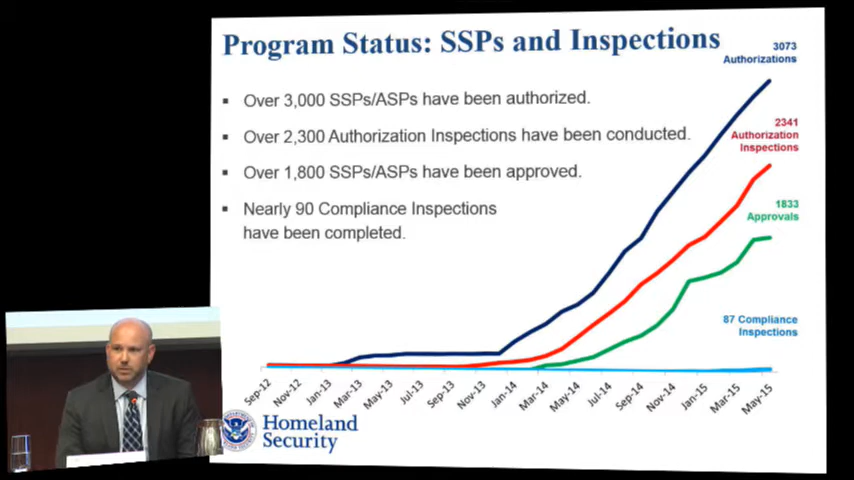 Program Status: SSPs and Inspections
3073
Authorizations
▪ Over 3,000 SSPs/ASPs have been authorized.
▪ Over 2,300 Authorization Inspections have been conducted.
▪ Over 1,800 SSPs/ASPs have been approved.
▪ Nearly 90 Compliance Inspections
have been completed.
2341
Authorization
Inspections
1833
Approvals
87 Compliance
Inspections
Sep-12
Nov-12
Jan-13
Mar-13
May-13
Jul-13
Sep-13
Nov-13
Jan-14
Mar-14
May-14
Jul-14
Sep-14
Nov-14
Jan-15
Mar-15
May-15
Homeland
Security